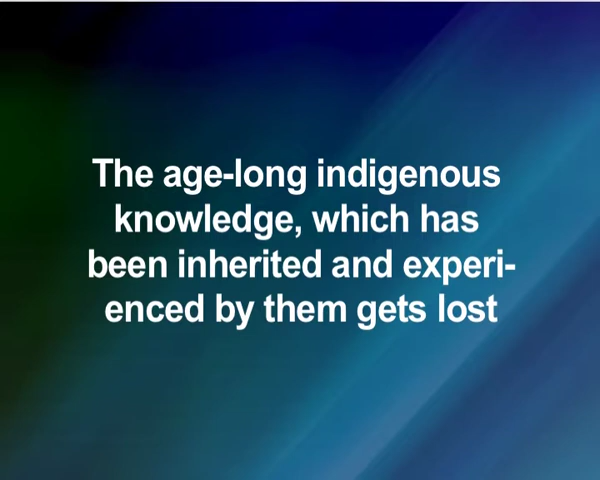 The age-long indigenous
knowledge, which has
been inherited and experi-
enced by them gets lost